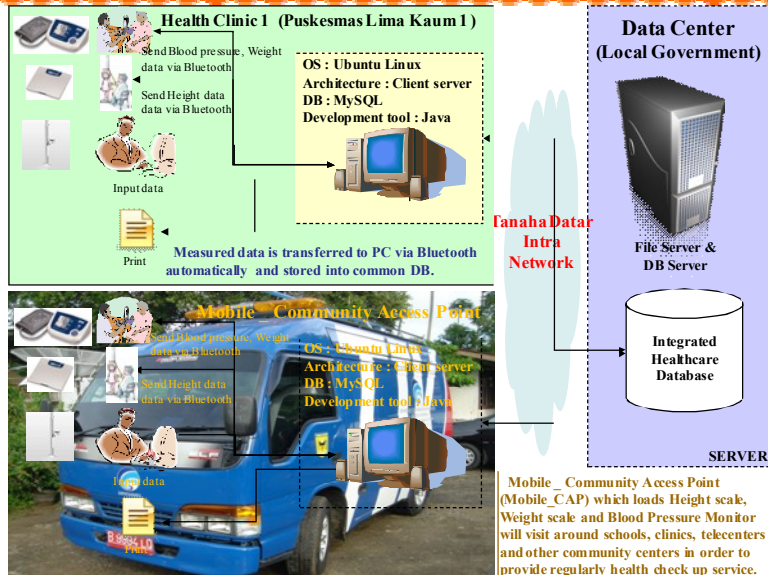 Health Clinic 1 (Puskesmas Lima Kaum 1)
Send Blood pressure, Weight
data via Bluetooth
Send Height data
data via Bluetooth
Input data
Print
OS : Ubuntu Linux
Architecture : Client server
DB : MySQL
Development tool : Java
Measured data is transferred to PC via Bluetooth
automatically and stored into common DB.
Tanaha Datar
Intra
Network
Data Center
(Local Government)
File Server &
DB Server
Integrated
Healthcare
Database
SERVER
Mobile _ Community Access Point
Send Blood pressure, Weight
data via Bluetooth
Send Height data
data via Bluetooth
Input data
Print
OS : Ubuntu Linux
Architecture : Client server
DB : MySQL
Development tool : Java
Mobile _ Community Access Point
(Mobile_CAP) which loads Height scale,
Weight scale and Blood Pressure Monitor
will visit around schools, clinics, telecenters
and other community centers in order to
provide regularly health check up service.